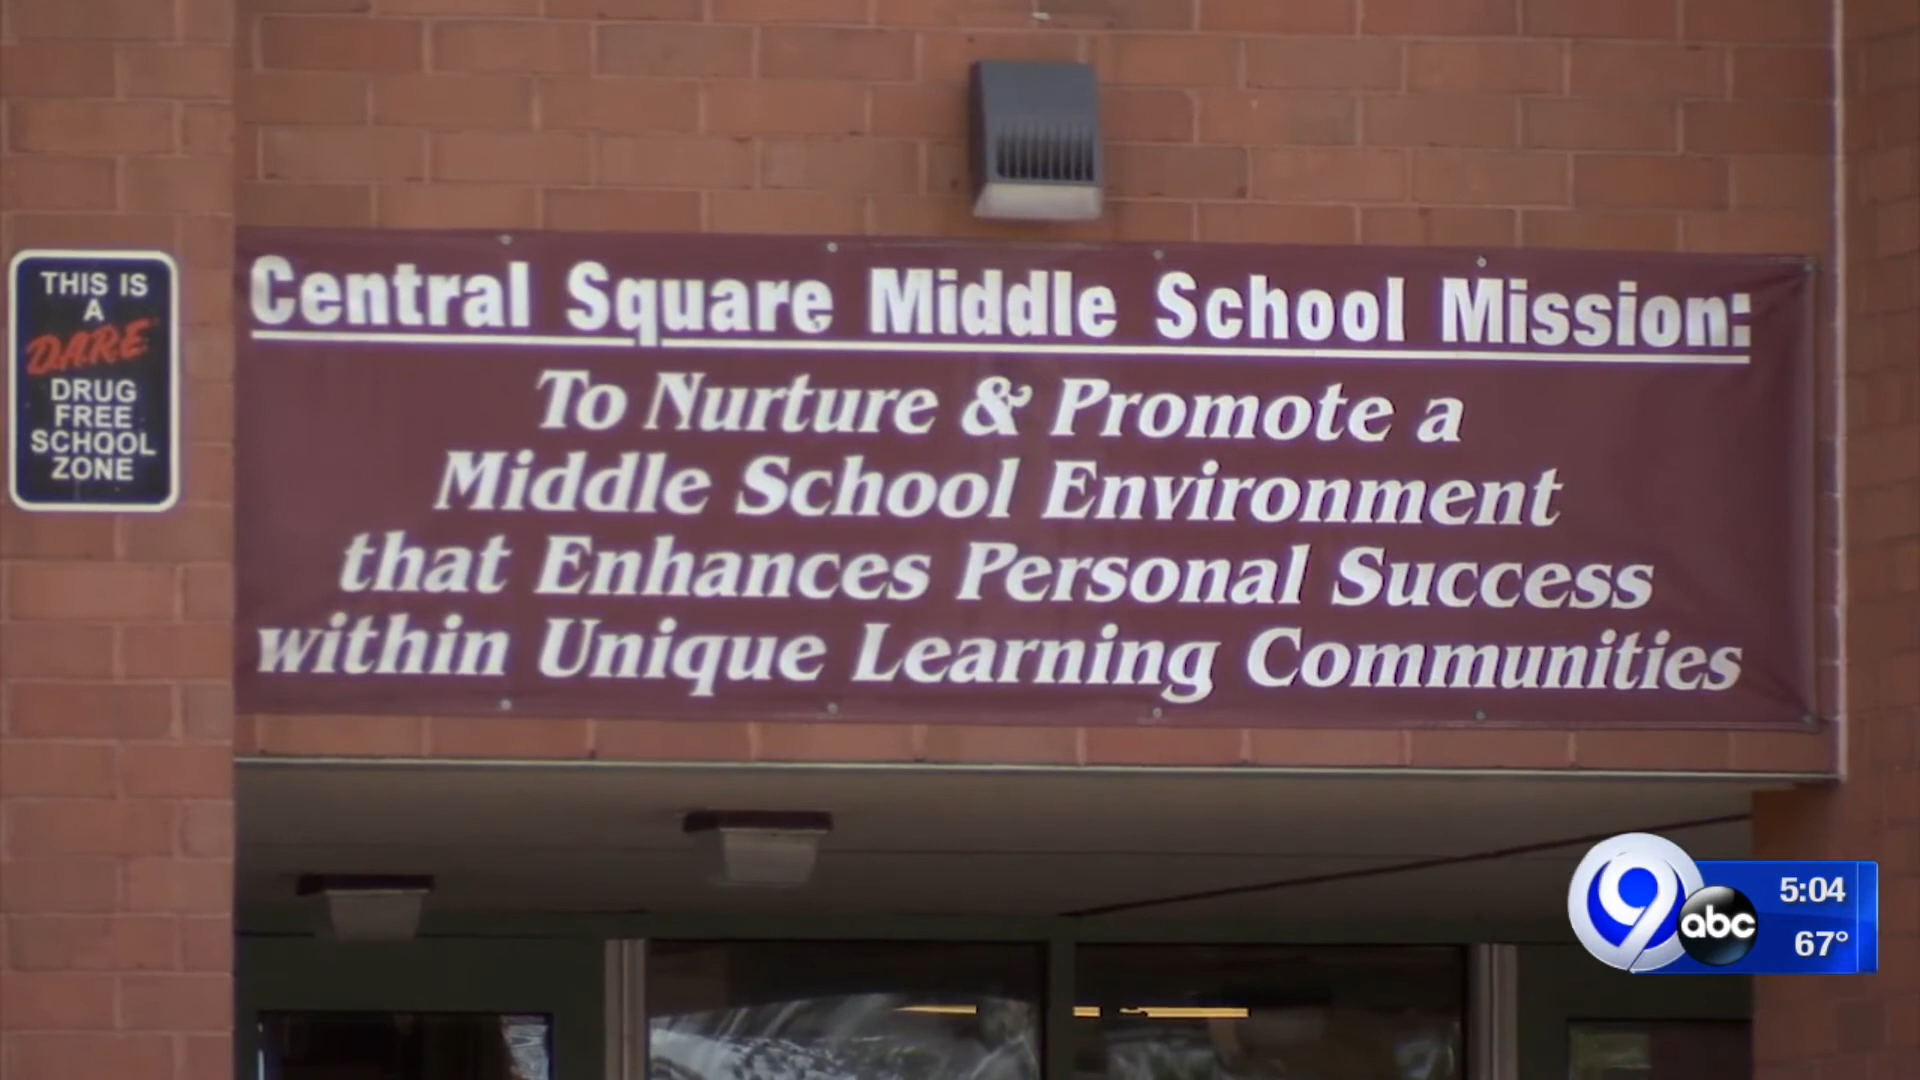 Central Square Middle School Mission:
To Nurture & Promote a
Middle School Environment
that Enhances Personal Success
within Unique Learning Communities
THIS IS
A
DARE
DRUG
FREE
SCHOOL
ZONE
9
abc
5:04
67°